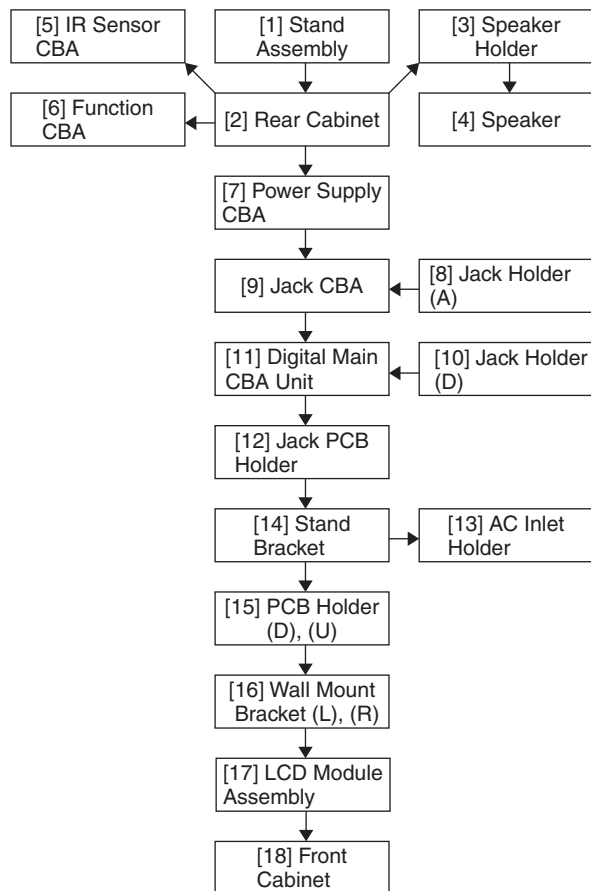 [5] IR Sensor
CBA
[1] Stand
Assembly
[3] Speaker
Holder
[6] Function
CBA
[2] Rear Cabinet
[4] Speaker
[7] Power Supply
CBA
[9] Jack CBA
[8] Jack Holder
(A)
[11] Digital Main
CBA Unit
[10] Jack Holder
(D)
[12] Jack PCB
Holder
[14] Stand
Bracket
[13] AC Inlet
Holder
[15] PCB Holder
(D), (U)
[16] Wall Mount
Bracket (L), (R)
[17] LCD Module
Assembly
[18] Front
Cabinet